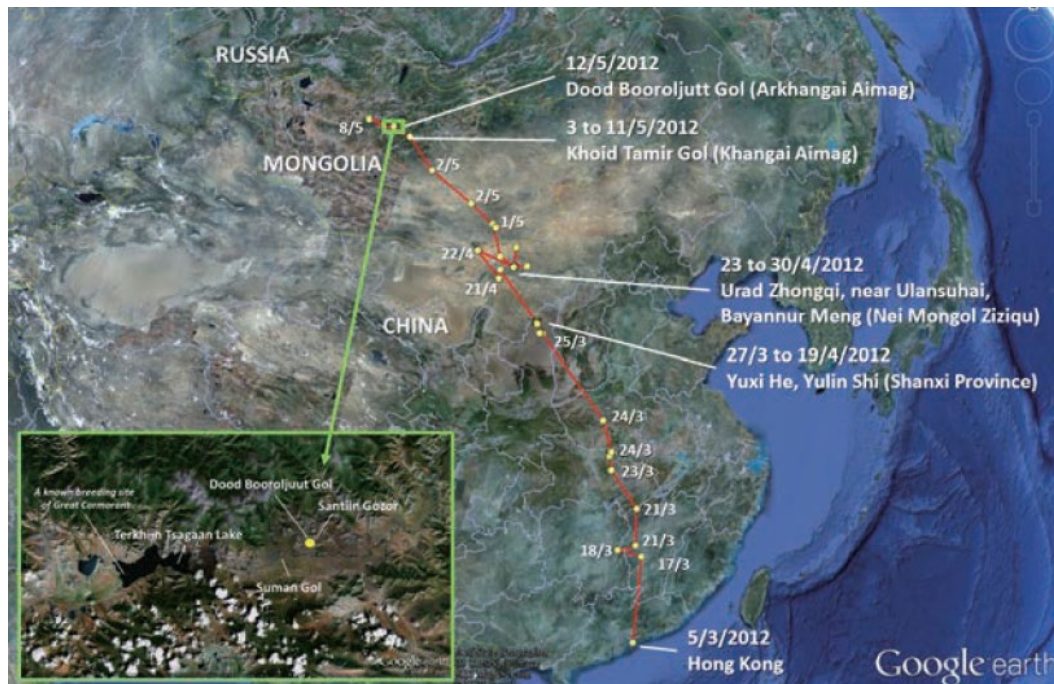 RUSSIA
12/5/2012
Dood Booroljutt Gol (Arkhangai Aimag)
8/5
3 to 11/5/2012
MONGOLIA
Khoid Tamir Gol (Khangai Aimag)
2/5
2/5
1/5
22/4
23 to 30/4/2012
21/4
Urad Zhongqi, near Ulansuhai,
Bayannur Meng (Nei Mongol Ziziqu)
CHINA
25/3
27/3 to 19/4/2012
Yuxi He, Yulin Shi (Shanxi Province)
24/3
24/3
23/3
21/3
21/3
18/3
17/3
5/3/2012
Hong Kong
Google earth
Dood Booroljuut Gol
A known breeding site
of Great Cormorant
Santiin Gozor
Terkhiin Tsagaan Lake
Suman Gol
Google earth